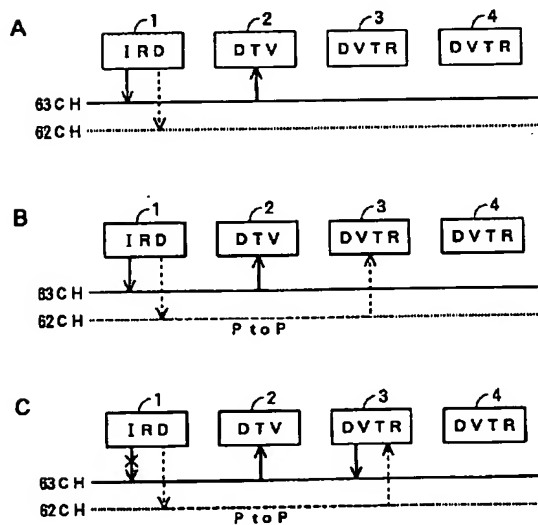 A
1
2
3
4
IRD
DTV
DVTR
DVTR
63CH
62CH
B
1
2
3
4
IRD
DTV
DVTR
DVTR
63CH
62CH
P to P
C
1
2
3
4
IRD
DTV
DVTR
DVTR
63CH
62CH
P to P